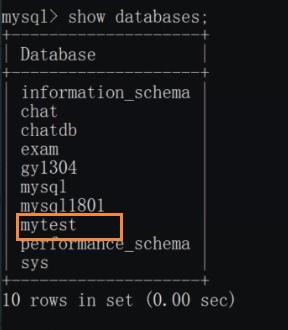 mysql> show databases;
+--------------------+
| Database           |
+--------------------+
| information_schema |
| chat               |
| chatdb             |
| exam               |
| gy1304             |
| mysql              |
| mysql1801          |
| mytest             |
| performance_schema |
| sys                |
+--------------------+
10 rows in set (0.00 sec)